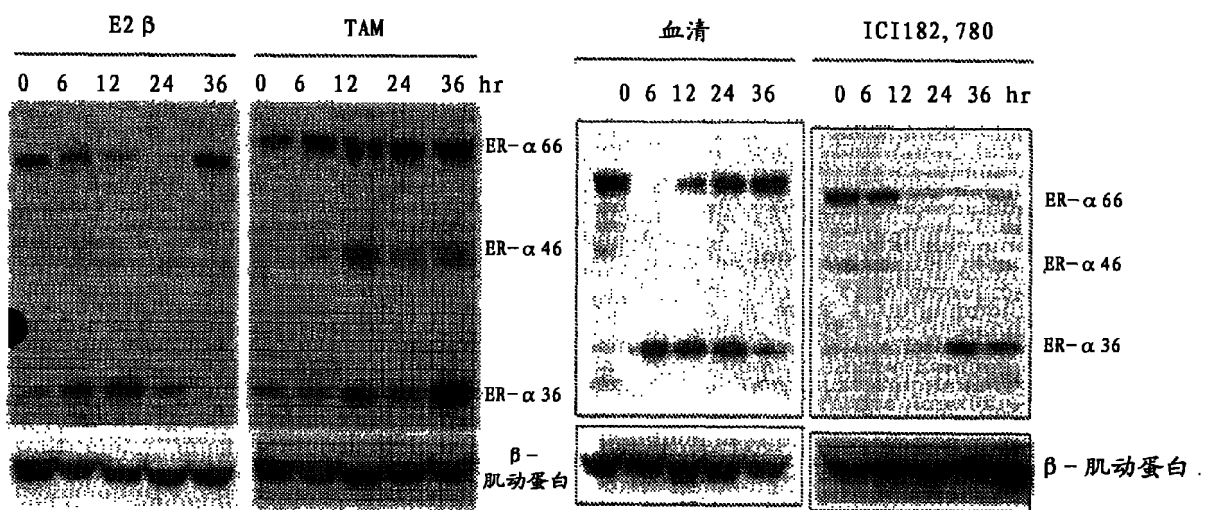 E2 β
TAM
血清
ICI182,780
0 6 12 24 36 hr
0 6 12 24 36 hr
0 6 12 24 36
0 6 12 24 36 hr
ER-α 66
ER-α 46
ER-α 36
β-
肌动蛋白
ER-α 66
ER-α 46
ER-α 36
β-肌动蛋白